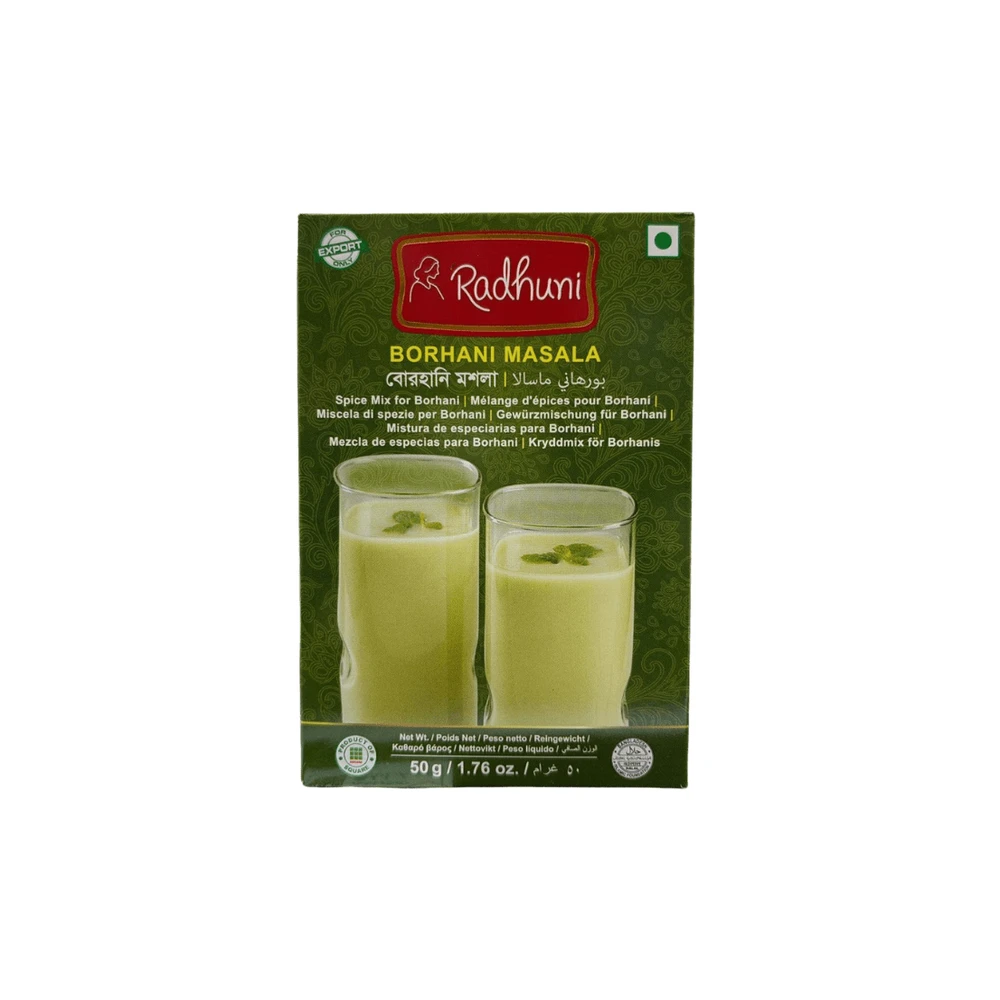 FOR
EXPORT
ONLY
Radhuni
BORHANI MASALA
বোরহানি মশলা | بورهاني ماسالا
Spice Mix for Borhani | Mélange d'épices pour Borhani |
Miscela di spezie per Borhani | Gewürzmischung für Borhani |
Mistura de especiarias para Borhani |
Mezcla de especias para Borhani | Kryddmix för Borhanis
Net Wt. / Poids Net / Peso netto / Reingewicht /
Καθαρό βάρος / Nettovikt / Peso líquido / الوزن الصافي /
50 g / 1.76 oz. / ٥٠ غرام
PRODUCT OF
SQUARE
حلال